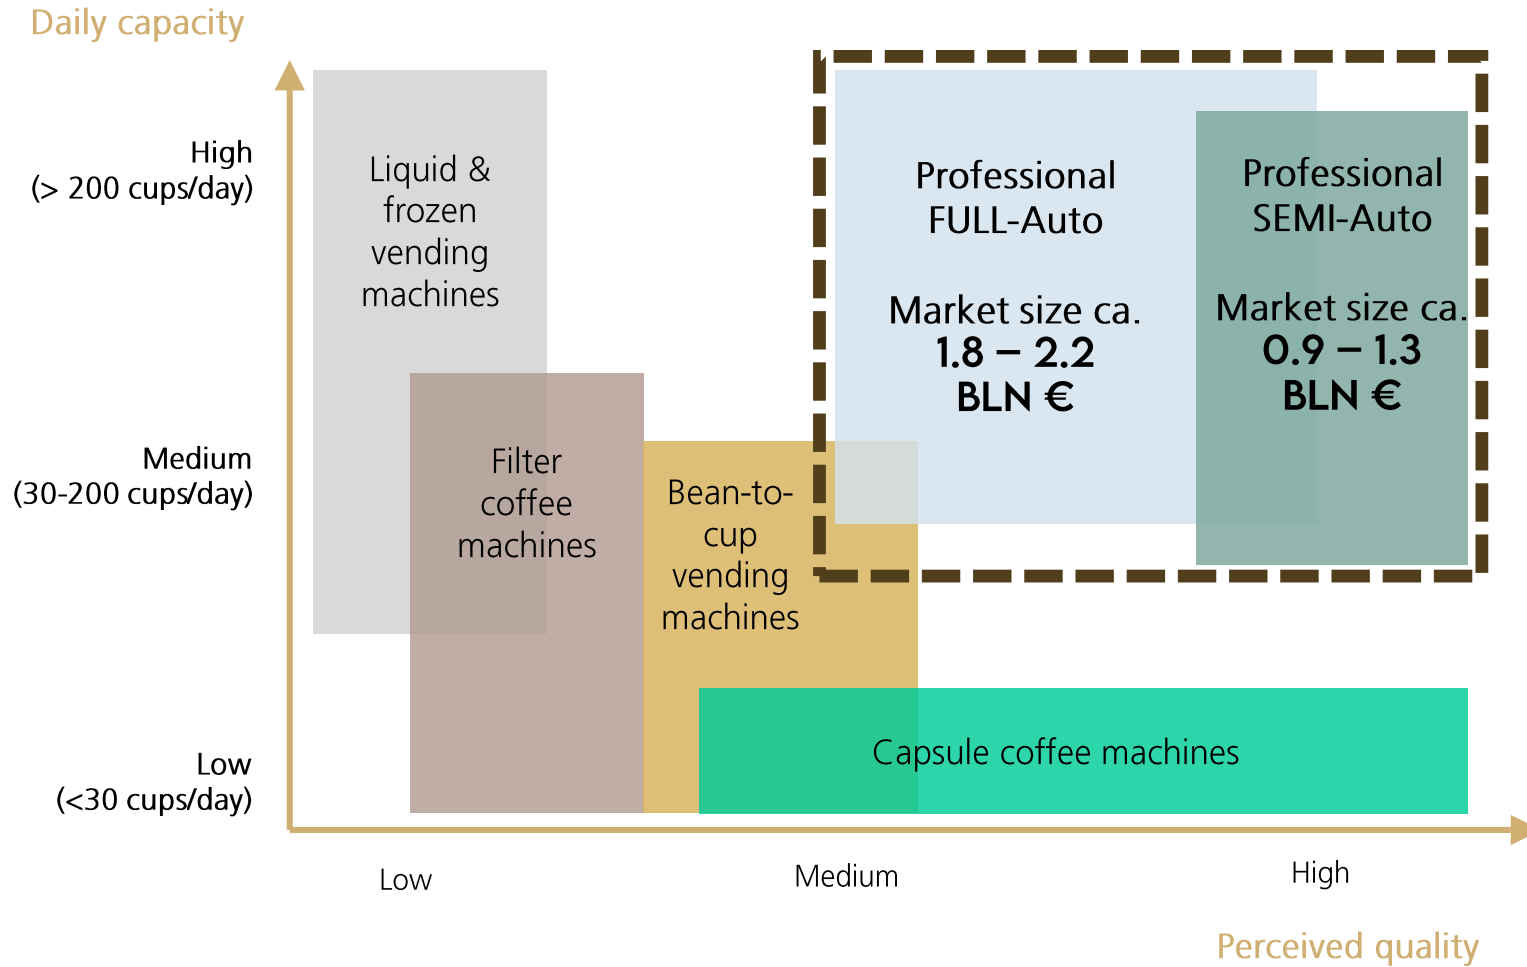 Daily capacity
High
(> 200 cups/day)
Liquid &
frozen
vending
machines
Professional
FULL-Auto
Market size ca.
1.8 – 2.2
BLN €
Professional
SEMI-Auto
Market size ca.
0.9 – 1.3
BLN €
Medium
(30-200 cups/day)
Filter
coffee
machines
Bean-to-
cup
vending
machines
Low
(<30 cups/day)
Capsule coffee machines
Low
Medium
High
Perceived quality